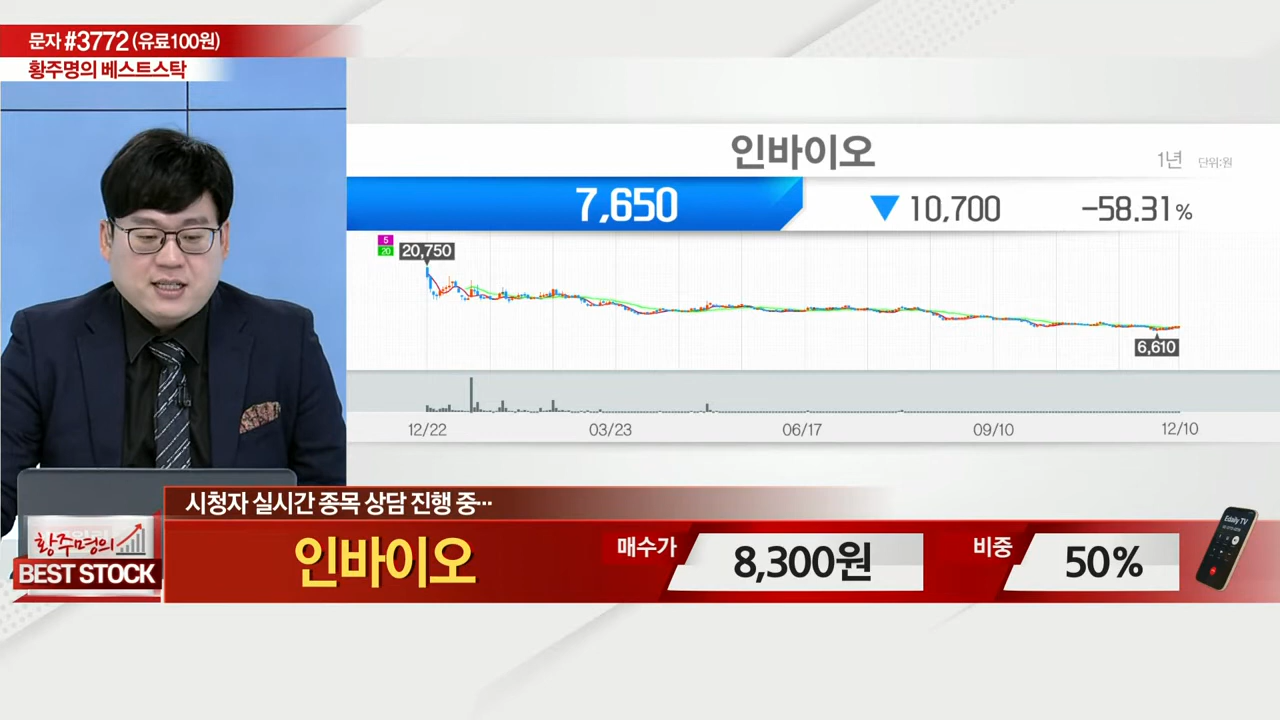 문자 #3772 (유료100원)
황주명의 베스트스탁
인바이오
1년 단위:원
7,650 ▼ 10,700 -58.31%
5
20
20,750
6,610
12/22 03/23 06/17 09/10 12/10
시청자 실시간 종목 상담 진행 중…
황주명의
BEST STOCK
인바이오 매수가 8,300원 비중 50%
Edaily TV